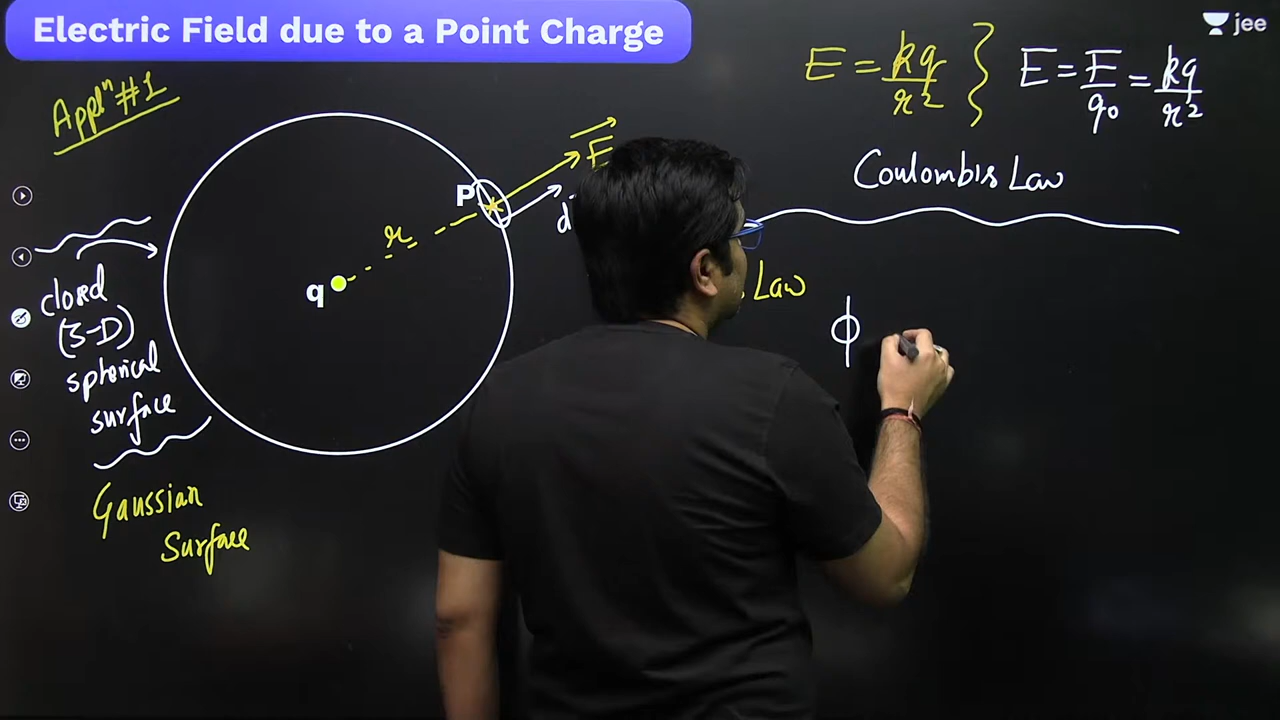 Electric Field due to a Point Charge
jee
Appl^n #1
E = kq/r²
E = F/q₀ = kq/r²
Coulomb's Law
E
P
d
r
q
Law
ϕ
closed
(3-D)
spherical
surface
Gaussian
Surface